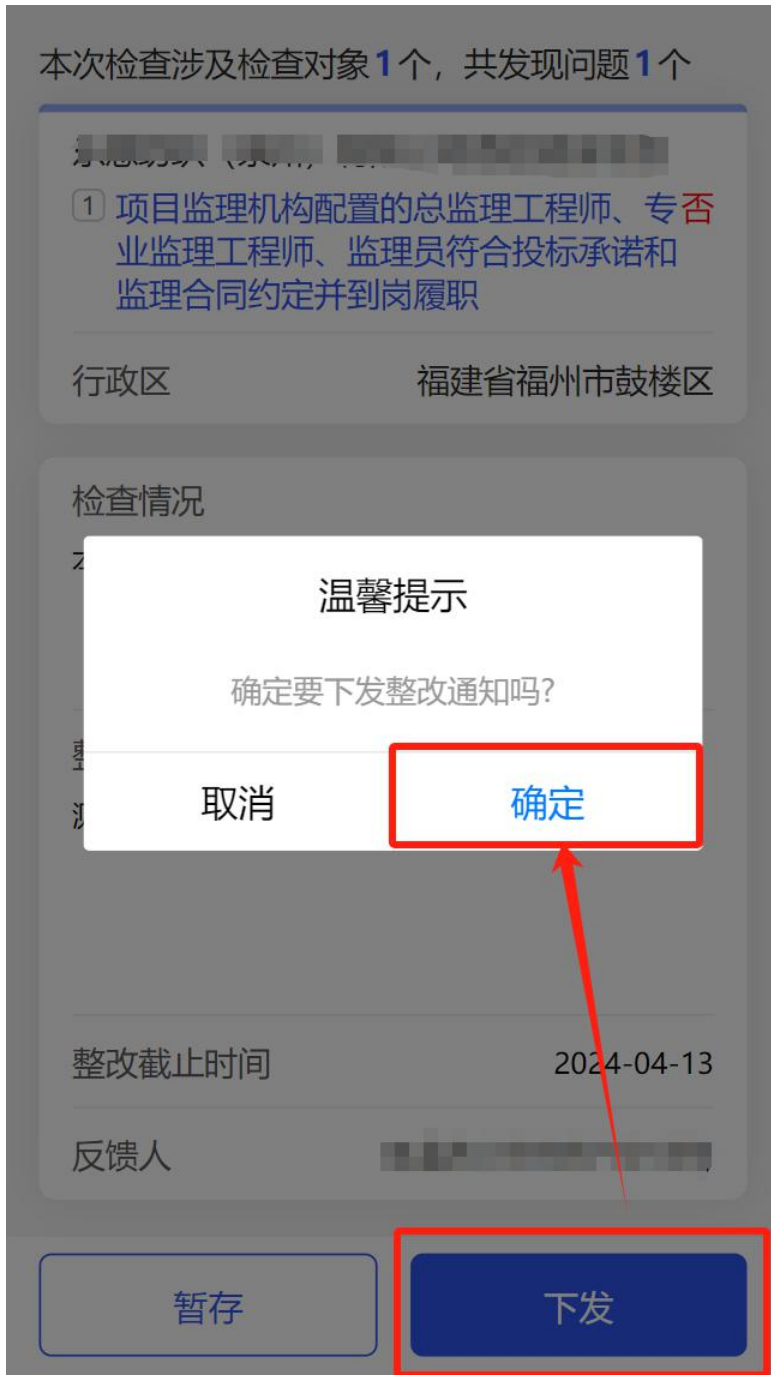 本次检查涉及检查对象1个，共发现问题1个
1 项目监理机构配置的总监理工程师、专 否
业监理工程师、监理员符合投标承诺和
监理合同约定并到岗履职
行政区 福建省福州市鼓楼区
检查情况
温馨提示
确定要下发整改通知吗?
取消 确定
整改截止时间 2024-04-13
反馈人
暂存 下发